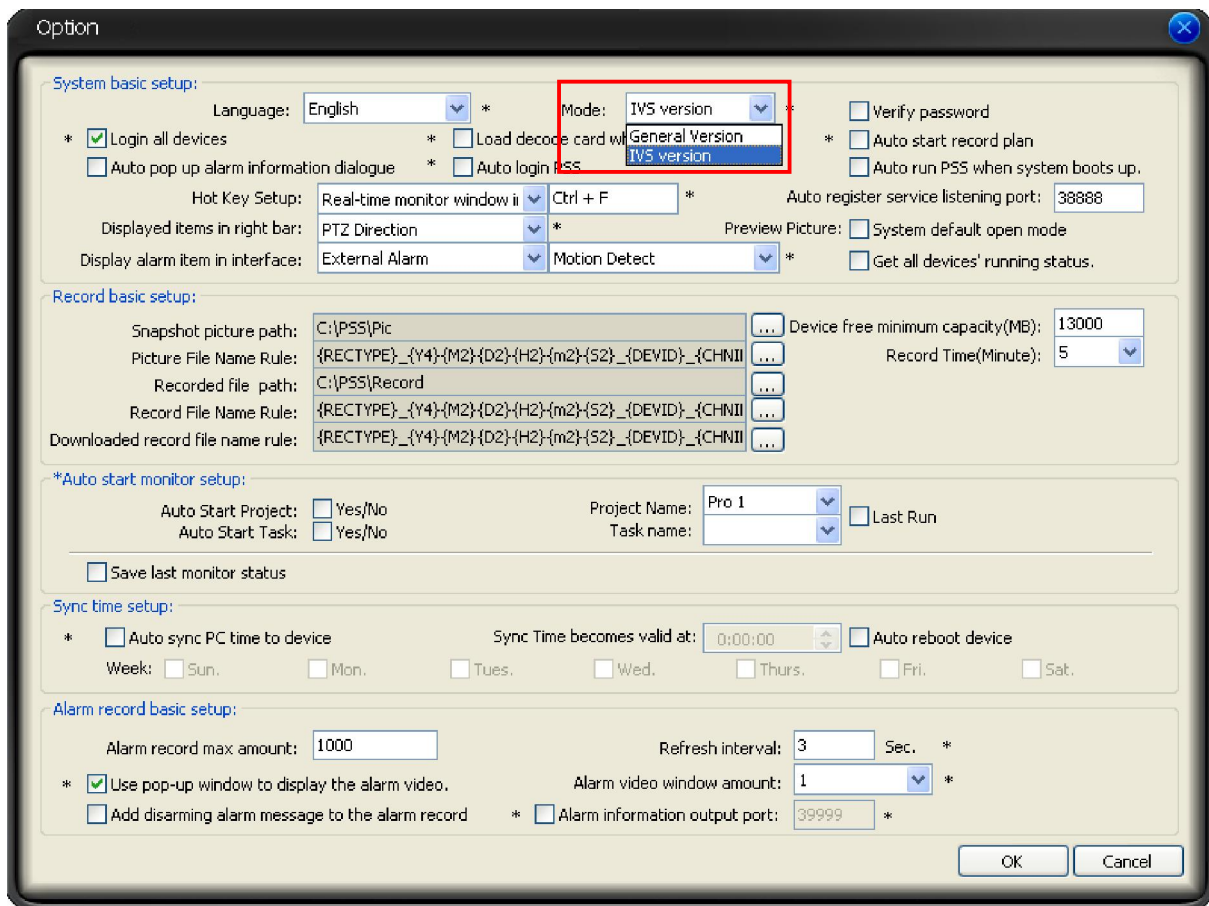 Option
System basic setup:
Language: English * Mode: IVS version * Verify password
* Login all devices * Load decode card wh General Version * Auto start record plan
IVS version
Auto pop up alarm information dialogue * Auto login PSS Auto run PSS when system boots up.
Hot Key Setup: Real-time monitor window i Ctrl + F * Auto register service listening port: 38888
Displayed items in right bar: PTZ Direction * Preview Picture: System default open mode
Display alarm item in interface: External Alarm Motion Detect * Get all devices' running status.
Record basic setup:
Snapshot picture path: C:\PSS\Pic ... Device free minimum capacity(MB): 13000
Picture File Name Rule: {RECTYPE}_{Y4}{M2}{D2}{H2}{m2}{S2}_{DEVID}_{CHNI ... Record Time(Minute): 5
Recorded file path: C:\PSS\Record ...
Record File Name Rule: {RECTYPE}_{Y4}{M2}{D2}{H2}{m2}{S2}_{DEVID}_{CHNI ...
Downloaded record file name rule: {RECTYPE}_{Y4}{M2}{D2}{H2}{m2}{S2}_{DEVID}_{CHNI ...
*Auto start monitor setup:
Auto Start Project: Yes/No Project Name: Pro 1 Last Run
Auto Start Task: Yes/No Task name:
Save last monitor status
Sync time setup:
* Auto sync PC time to device Sync Time becomes valid at: 0:00:00 Auto reboot device
Week: Sun. Mon. Tues. Wed. Thurs. Fri. Sat.
Alarm record basic setup:
Alarm record max amount: 1000 Refresh interval: 3 Sec. *
* Use pop-up window to display the alarm video. Alarm video window amount: 1 *
Add disarming alarm message to the alarm record * Alarm information output port: 39999 *
OK Cancel